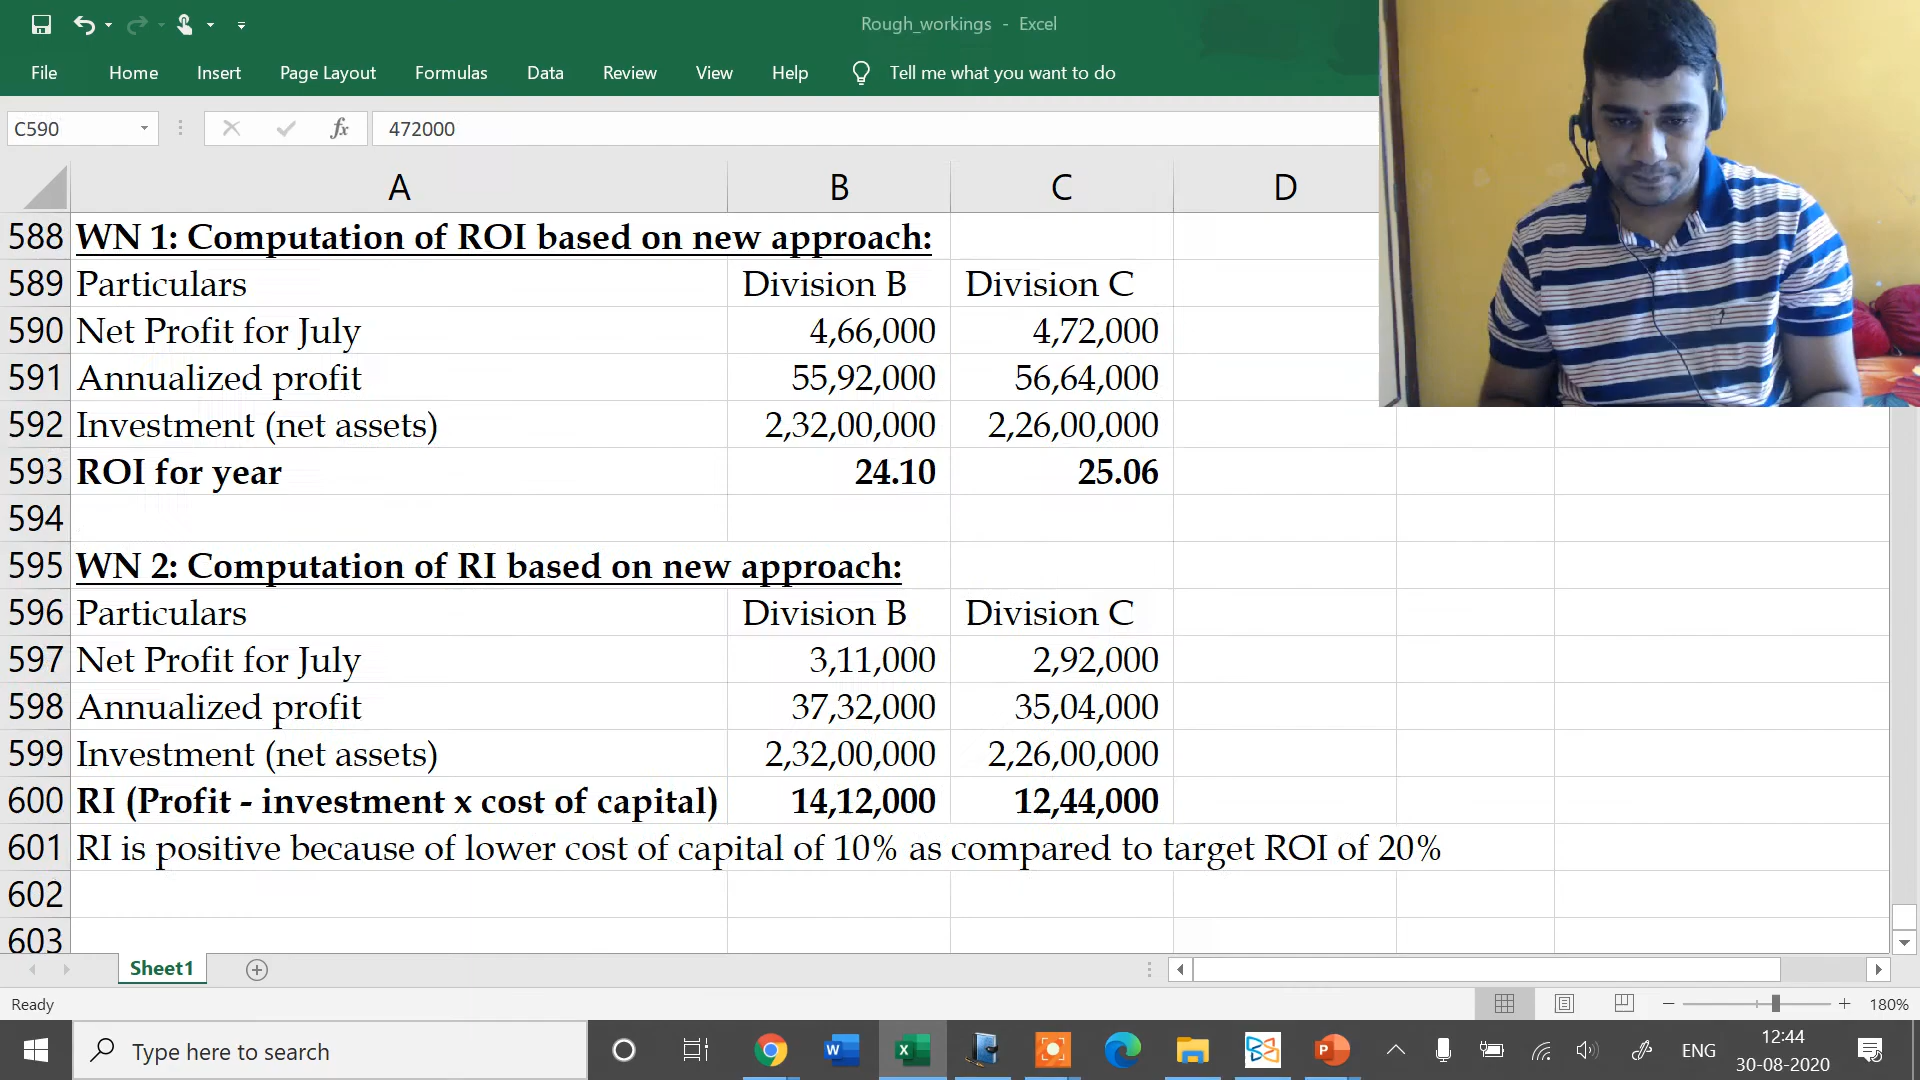 Rough_workings - Excel
File Home Insert Page Layout Formulas Data Review View Help Tell me what you want to do
C590 fx 472000
A B C D
588 WN 1: Computation of ROI based on new approach:
589 Particulars Division B Division C
590 Net Profit for July 4,66,000 4,72,000
591 Annualized profit 55,92,000 56,64,000
592 Investment (net assets) 2,32,00,000 2,26,00,000
593 ROI for year 24.10 25.06
594
595 WN 2: Computation of RI based on new approach:
596 Particulars Division B Division C
597 Net Profit for July 3,11,000 2,92,000
598 Annualized profit 37,32,000 35,04,000
599 Investment (net assets) 2,32,00,000 2,26,00,000
600 RI (Profit - investment x cost of capital) 14,12,000 12,44,000
601 RI is positive because of lower cost of capital of 10% as compared to target ROI of 20%
602
603
Sheet1
Ready 180%
Type here to search W X P ENG 12:44
30-08-2020